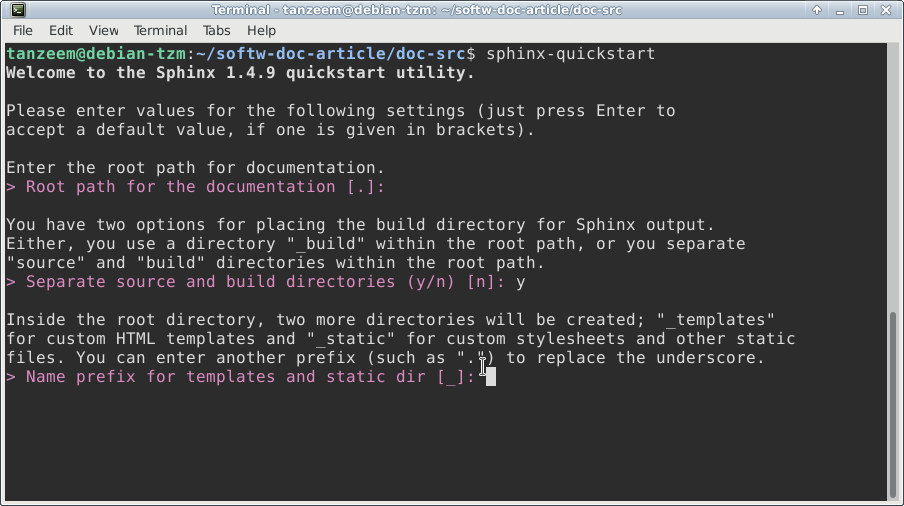 Terminal - tanzeem@debian-tzm: ~/softw-doc-article/doc-src
File Edit View Terminal Tabs Help
tanzeem@debian-tzm:~/softw-doc-article/doc-src$ sphinx-quickstart
Welcome to the Sphinx 1.4.9 quickstart utility.
Please enter values for the following settings (just press Enter to
accept a default value, if one is given in brackets).
Enter the root path for documentation.
> Root path for the documentation [.]:
You have two options for placing the build directory for Sphinx output.
Either, you use a directory "_build" within the root path, or you separate
"source" and "build" directories within the root path.
> Separate source and build directories (y/n) [n]: y
Inside the root directory, two more directories will be created; "_templates"
for custom HTML templates and "_static" for custom stylesheets and other static
files. You can enter another prefix (such as ".") to replace the underscore.
> Name prefix for templates and static dir [_]: